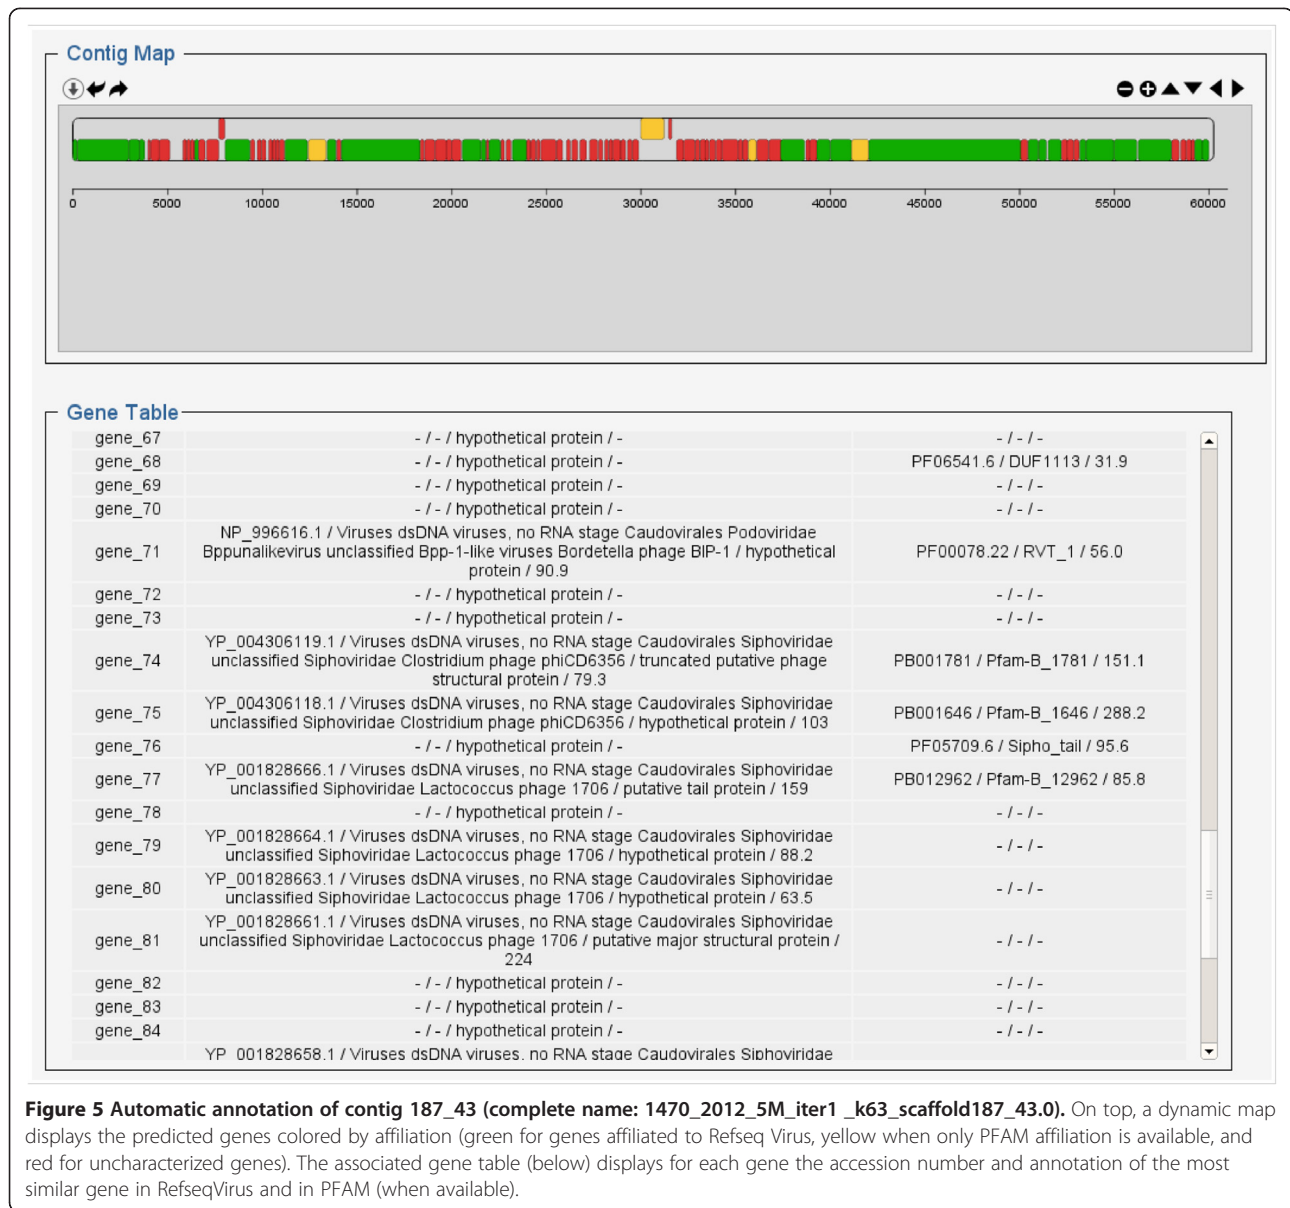 Contig Map
0 5000 10000 15000 20000 25000 30000 35000 40000 45000 50000 55000 60000
Gene Table
gene_67 - / - / hypothetical protein / - - / - / -
gene_68 - / - / hypothetical protein / - PF06541.6 / DUF1113 / 31.9
gene_69 - / - / hypothetical protein / - - / - / -
gene_70 - / - / hypothetical protein / - - / - / -
NP_996616.1 / Viruses dsDNA viruses, no RNA stage Caudovirales Podoviridae
gene_71 Bppunalikevirus unclassified Bpp-1-like viruses Bordetella phage BIP-1 / hypothetical PF00078.22 / RVT_1 / 56.0
protein / 90.9
gene_72 - / - / hypothetical protein / - - / - / -
gene_73 - / - / hypothetical protein / - - / - / -
YP_004306119.1 / Viruses dsDNA viruses, no RNA stage Caudovirales Siphoviridae
gene_74 unclassified Siphoviridae Clostridium phage phiCD6356 / truncated putative phage PB001781 / Pfam-B_1781 / 151.1
structural protein / 79.3
YP_004306118.1 / Viruses dsDNA viruses, no RNA stage Caudovirales Siphoviridae
gene_75 unclassified Siphoviridae Clostridium phage phiCD6356 / hypothetical protein / 103 PB001646 / Pfam-B_1646 / 288.2
gene_76 - / - / hypothetical protein / - PF05709.6 / Sipho_tail / 95.6
YP_001828666.1 / Viruses dsDNA viruses, no RNA stage Caudovirales Siphoviridae
gene_77 unclassified Siphoviridae Lactococcus phage 1706 / putative tail protein / 159 PB012962 / Pfam-B_12962 / 85.8
gene_78 - / - / hypothetical protein / - - / - / -
YP_001828664.1 / Viruses dsDNA viruses, no RNA stage Caudovirales Siphoviridae
gene_79 unclassified Siphoviridae Lactococcus phage 1706 / hypothetical protein / 88.2 - / - / -
YP_001828663.1 / Viruses dsDNA viruses, no RNA stage Caudovirales Siphoviridae
gene_80 unclassified Siphoviridae Lactococcus phage 1706 / hypothetical protein / 63.5 - / - / -
YP_001828661.1 / Viruses dsDNA viruses, no RNA stage Caudovirales Siphoviridae
gene_81 unclassified Siphoviridae Lactococcus phage 1706 / putative major structural protein / - / - / -
224
gene_82 - / - / hypothetical protein / - - / - / -
gene_83 - / - / hypothetical protein / - - / - / -
gene_84 - / - / hypothetical protein / - - / - / -
YP_001828658.1 / Viruses dsDNA viruses, no RNA stage Caudovirales Siphoviridae
Figure 5 Automatic annotation of contig 187_43 (complete name: 1470_2012_5M_iter1 _k63_scaffold187_43.0). On top, a dynamic map
displays the predicted genes colored by affiliation (green for genes affiliated to Refseq Virus, yellow when only PFAM affiliation is available, and
red for uncharacterized genes). The associated gene table (below) displays for each gene the accession number and annotation of the most
similar gene in RefseqVirus and in PFAM (when available).